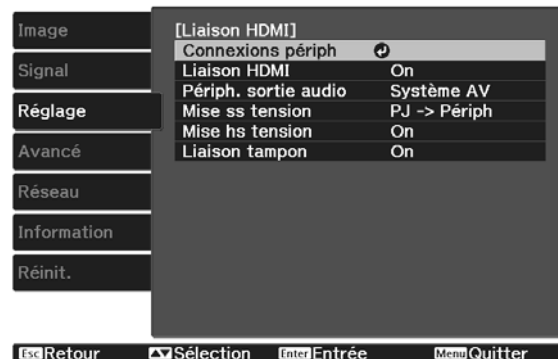 Image
Signal
Réglage
Avancé
Réseau
Information
Réinit.
[Liaison HDMI]
Connexions périph
Liaison HDMI On
Périph. sortie audio Système AV
Mise ss tension PJ -> Périph
Mise hs tension On
Liaison tampon On
Esc Retour Sélection Enter Entrée Menu Quitter